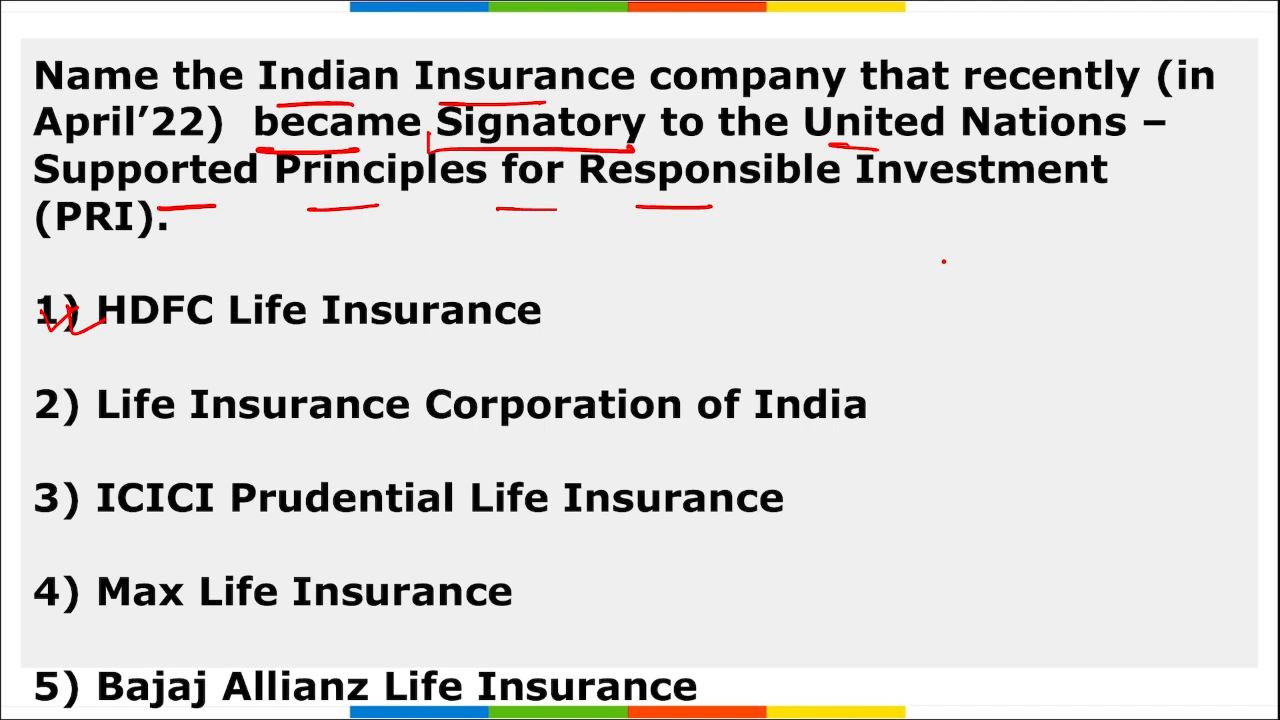 Name the Indian Insurance company that recently (in
April’22)  became Signatory to the United Nations –
Supported Principles for Responsible Investment
(PRI).
1) HDFC Life Insurance
2) Life Insurance Corporation of India
3) ICICI Prudential Life Insurance
4) Max Life Insurance
5) Bajaj Allianz Life Insurance